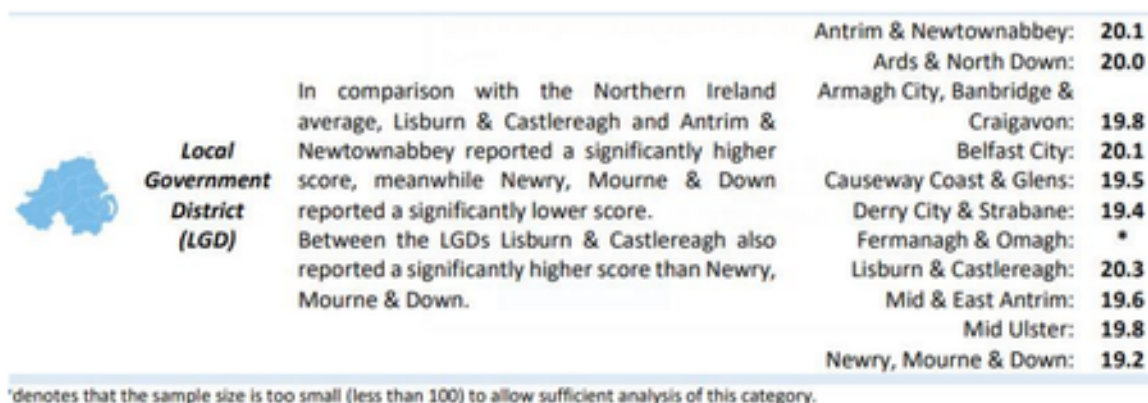 Local
Government
District
(LGD)
In comparison with the Northern Ireland
average, Lisburn & Castlereagh and Antrim &
Newtownabbey reported a significantly higher
score, meanwhile Newry, Mourne & Down
reported a significantly lower score.
Between the LGDs Lisburn & Castlereagh also
reported a significantly higher score than Newry,
Mourne & Down.
Antrim & Newtownabbey: 20.1
Ards & North Down: 20.0
Armagh City, Banbridge &
Craigavon: 19.8
Belfast City: 20.1
Causeway Coast & Glens: 19.5
Derry City & Strabane: 19.4
Fermanagh & Omagh: *
Lisburn & Castlereagh: 20.3
Mid & East Antrim: 19.6
Mid Ulster: 19.8
Newry, Mourne & Down: 19.2
*denotes that the sample size is too small (less than 100) to allow sufficient analysis of this category.